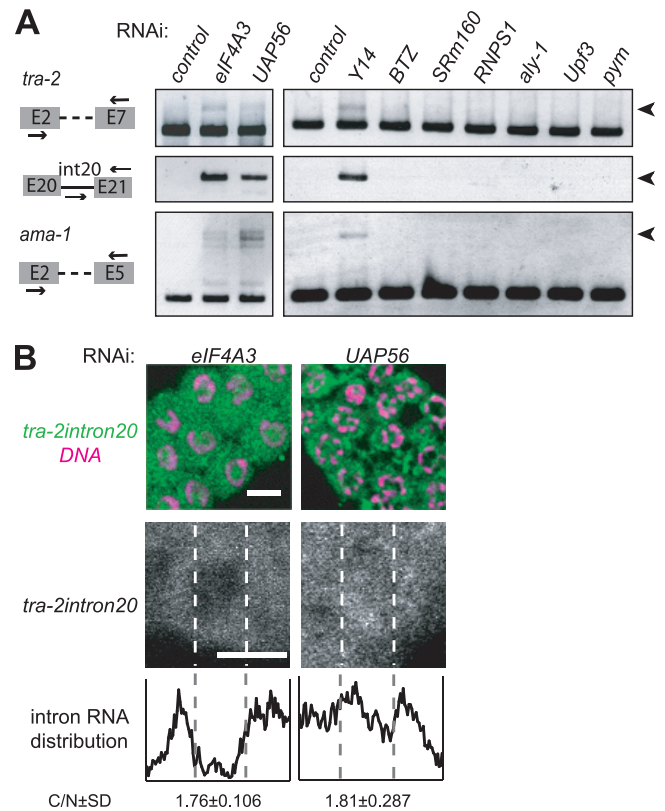 A
RNAi:
control
eIF4A3
UAP56
control
Y14
BTZ
SRm160
RNPS1
aly-1
Upf3
pym
tra-2
E2
E7
int20
E20
E21
ama-1
E2
E5
B
RNAi:
eIF4A3
UAP56
tra-2intron20
DNA
tra-2intron20
intron RNA
distribution
C/N±SD
1.76±0.106
1.81±0.287